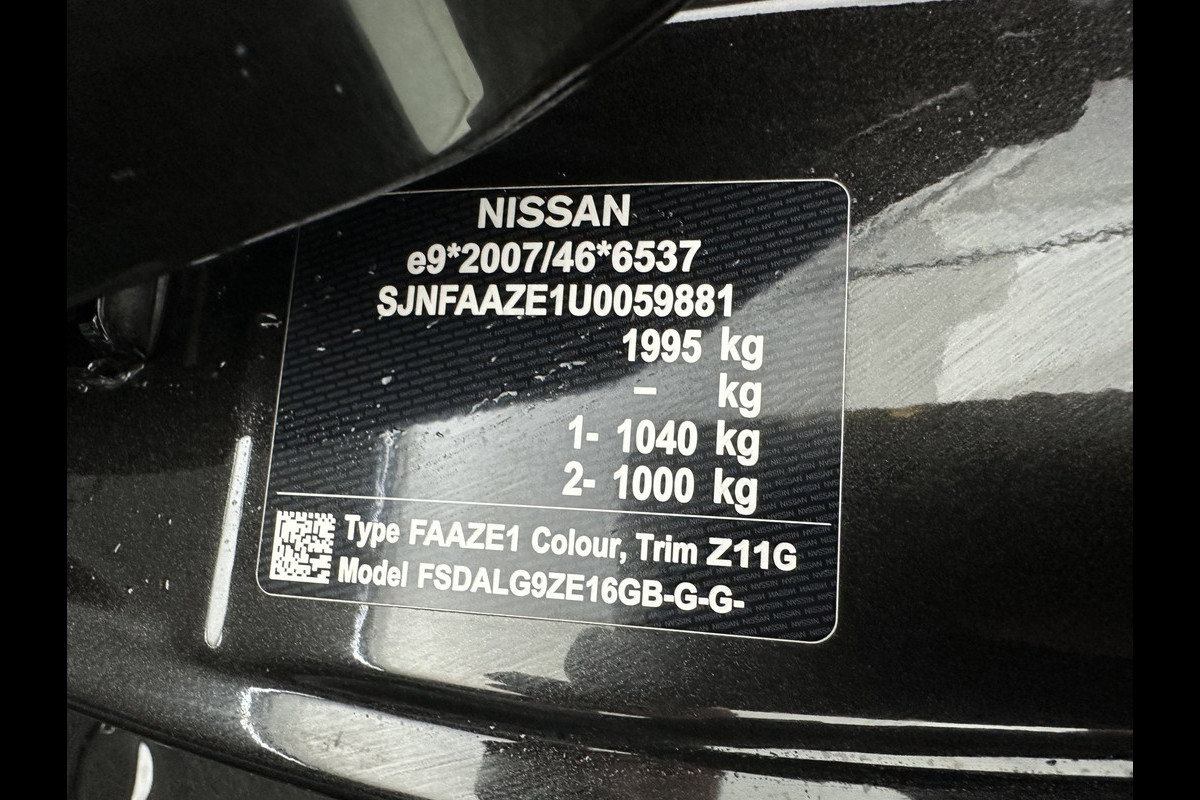 NISSAN
e9*2007/46*6537
SJNFAAZE1U0059881
1995 kg
– kg
1- 1040 kg
2- 1000 kg
Type FAAZE1 Colour, Trim Z11G
Model FSDALG9ZE16GB-G-G-